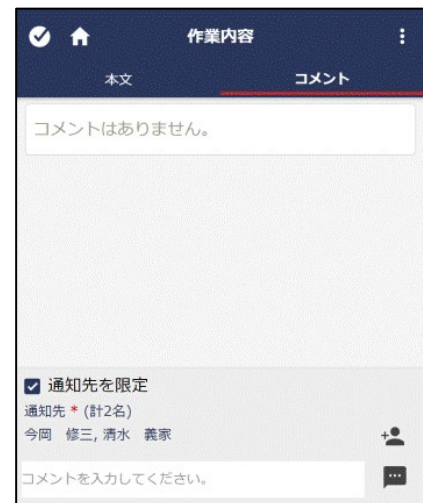 作業内容
本文 コメント
コメントはありません。
通知先を限定
通知先 * (計2名)
今岡 修三, 清水 義家
コメントを入力してください。